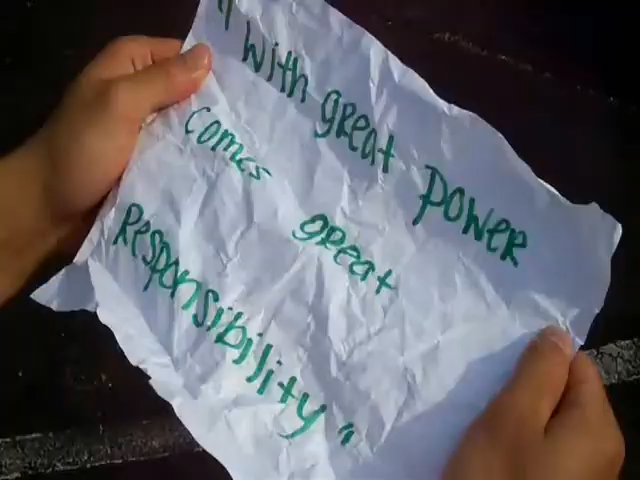 " with great power
comes great
Responsibility "